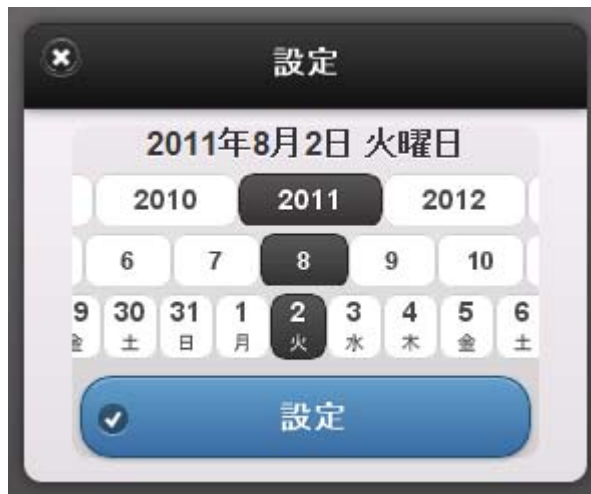 設定
2011年8月2日 火曜日
2010 2011 2012
6 7 8 9 10
9 30 31 1 2 3 4 5 6
金 土 日 月 火 水 木 金 土
設定